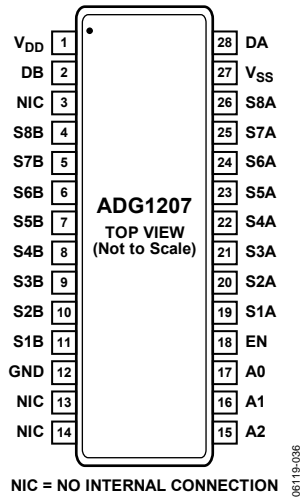 VDD 1 28 DA
DB 2 27 VSS
NIC 3 26 S8A
S8B 4 25 S7A
S7B 5 24 S6A
S6B 6 23 S5A
S5B 7 22 S4A
S4B 8 21 S3A
S3B 9 20 S2A
S2B 10 19 S1A
S1B 11 18 EN
GND 12 17 A0
NIC 13 16 A1
NIC 14 15 A2
ADG1207
TOP VIEW
(Not to Scale)
NIC = NO INTERNAL CONNECTION
06119-036